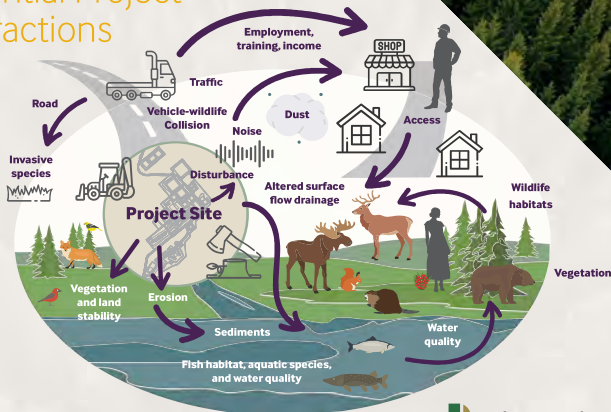 ntial Project
ractions
Employment,
training, income
SHOP
Traffic
Road
Vehicle-wildlife
Collision
Dust
Noise
Access
Invasive
species
Disturbance
Altered surface
flow drainage
Wildlife
habitats
Project Site
Vegetation
Vegetation
and land
stability
Erosion
Sediments
Water
quality
Fish habitat, aquatic species,
and water quality